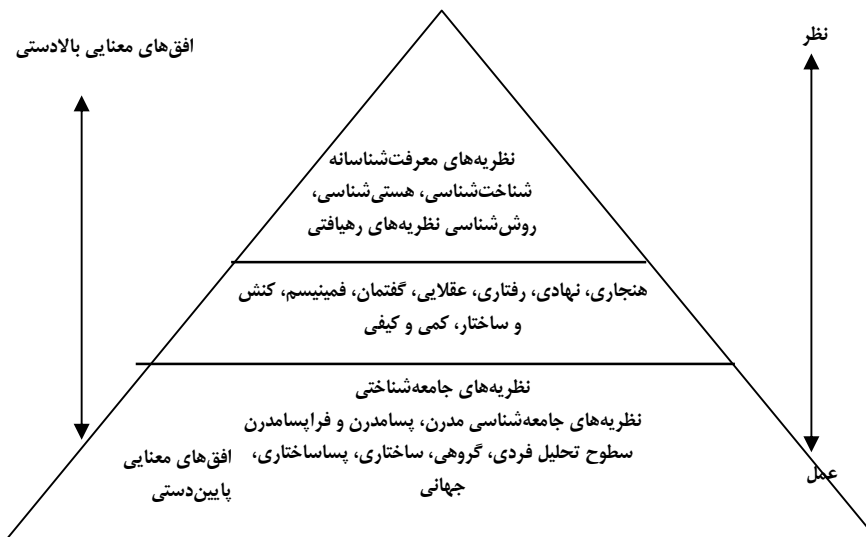 نظر
افق‌های معنایی بالادستی
نظریه‌های معرفت‌شناسانه
شناخت‌شناسی، هستی‌شناسی،
روش‌شناسی نظریه‌های رهیافتی
هنجاری، نهادی، رفتاری، عقلایی، گفتمان، فمینیسم، کنش
و ساختار، کمی و کیفی
نظریه‌های جامعه‌شناختی
نظریه‌های جامعه‌شناسی مدرن، پسامدرن و فراپسامدرن
سطوح تحلیل فردی، گروهی، ساختاری، پساساختاری،
جهانی
افق‌های معنایی
پایین‌دستی
عمل